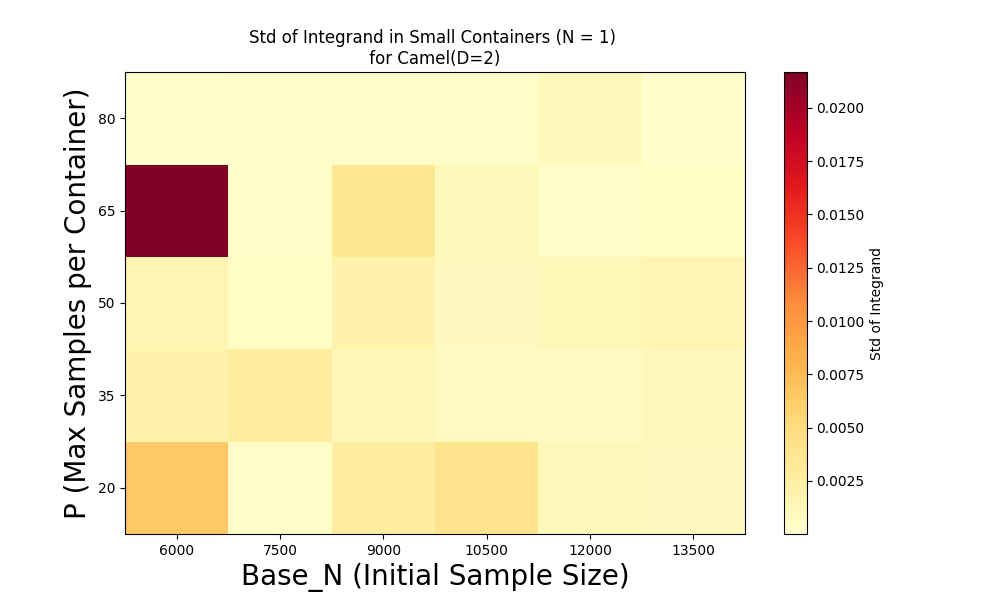 Std of Integrand in Small Containers (N = 1)
for Camel(D=2)
P (Max Samples per Container)
80
65
50
35
20
6000 7500 9000 10500 12000 13500
Base_N (Initial Sample Size)
0.0200
0.0175
0.0150
0.0125
0.0100
0.0075
0.0050
0.0025
Std of Integrand